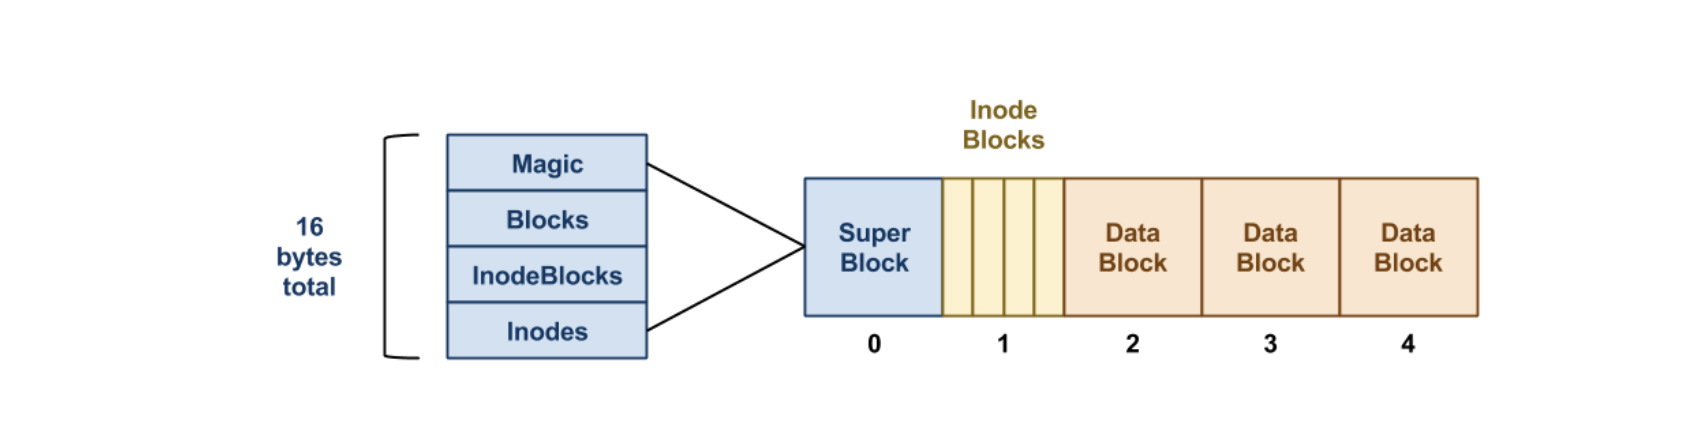 Inode
Blocks
Magic
Blocks
InodeBlocks
Inodes
16
bytes
total
Super
Block
Data
Block
Data
Block
Data
Block
0
1
2
3
4